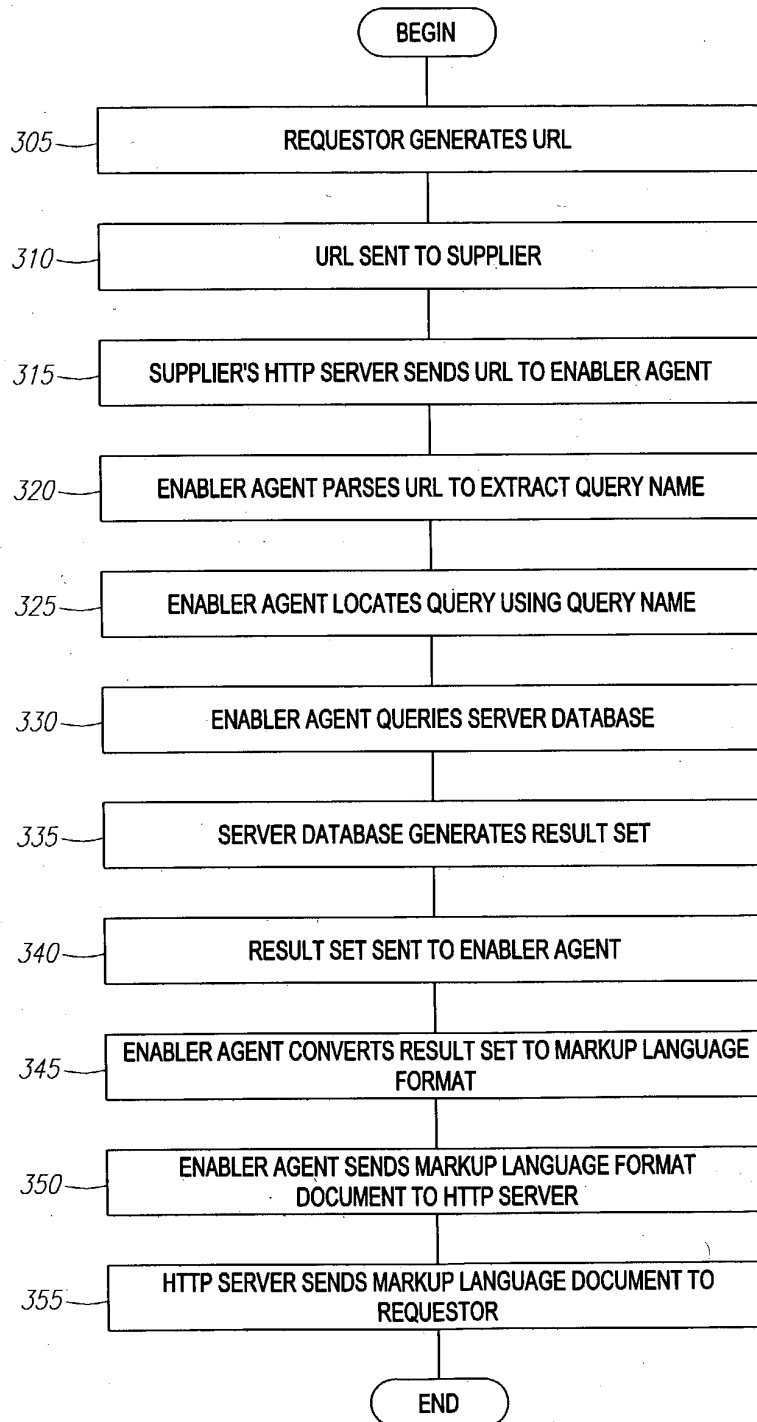 BEGIN
305
REQUESTOR GENERATES URL
310
URL SENT TO SUPPLIER
315
SUPPLIER'S HTTP SERVER SENDS URL TO ENABLER AGENT
320
ENABLER AGENT PARSES URL TO EXTRACT QUERY NAME
325
ENABLER AGENT LOCATES QUERY USING QUERY NAME
330
ENABLER AGENT QUERIES SERVER DATABASE
335
SERVER DATABASE GENERATES RESULT SET
340
RESULT SET SENT TO ENABLER AGENT
345
ENABLER AGENT CONVERTS RESULT SET TO MARKUP LANGUAGE
FORMAT
350
ENABLER AGENT SENDS MARKUP LANGUAGE FORMAT
DOCUMENT TO HTTP SERVER
355
HTTP SERVER SENDS MARKUP LANGUAGE DOCUMENT TO
REQUESTOR
END